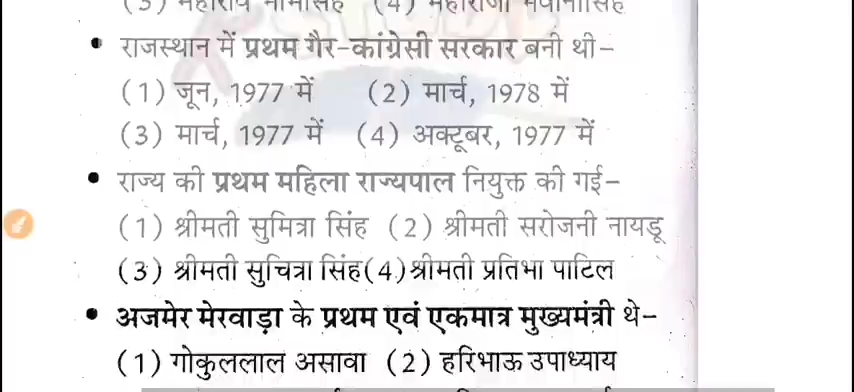 • राजस्थान में प्रथम गैर-कांग्रेसी सरकार बनी थी–
(1) जून, 1977 में (2) मार्च, 1978 में
(3) मार्च, 1977 में (4) अक्टूबर, 1977 में
• राज्य की प्रथम महिला राज्यपाल नियुक्त की गई–
(1) श्रीमती सुमित्रा सिंह (2) श्रीमती सरोजनी नायडू
(3) श्रीमती सुचित्रा सिंह(4.)श्रीमती प्रतिभा पाटिल
• अजमेर मेरवाड़ा के प्रथम एवं एकमात्र मुख्यमंत्री थे–
(1) गोकुललाल असावा (2) हरिभाऊ उपाध्याय